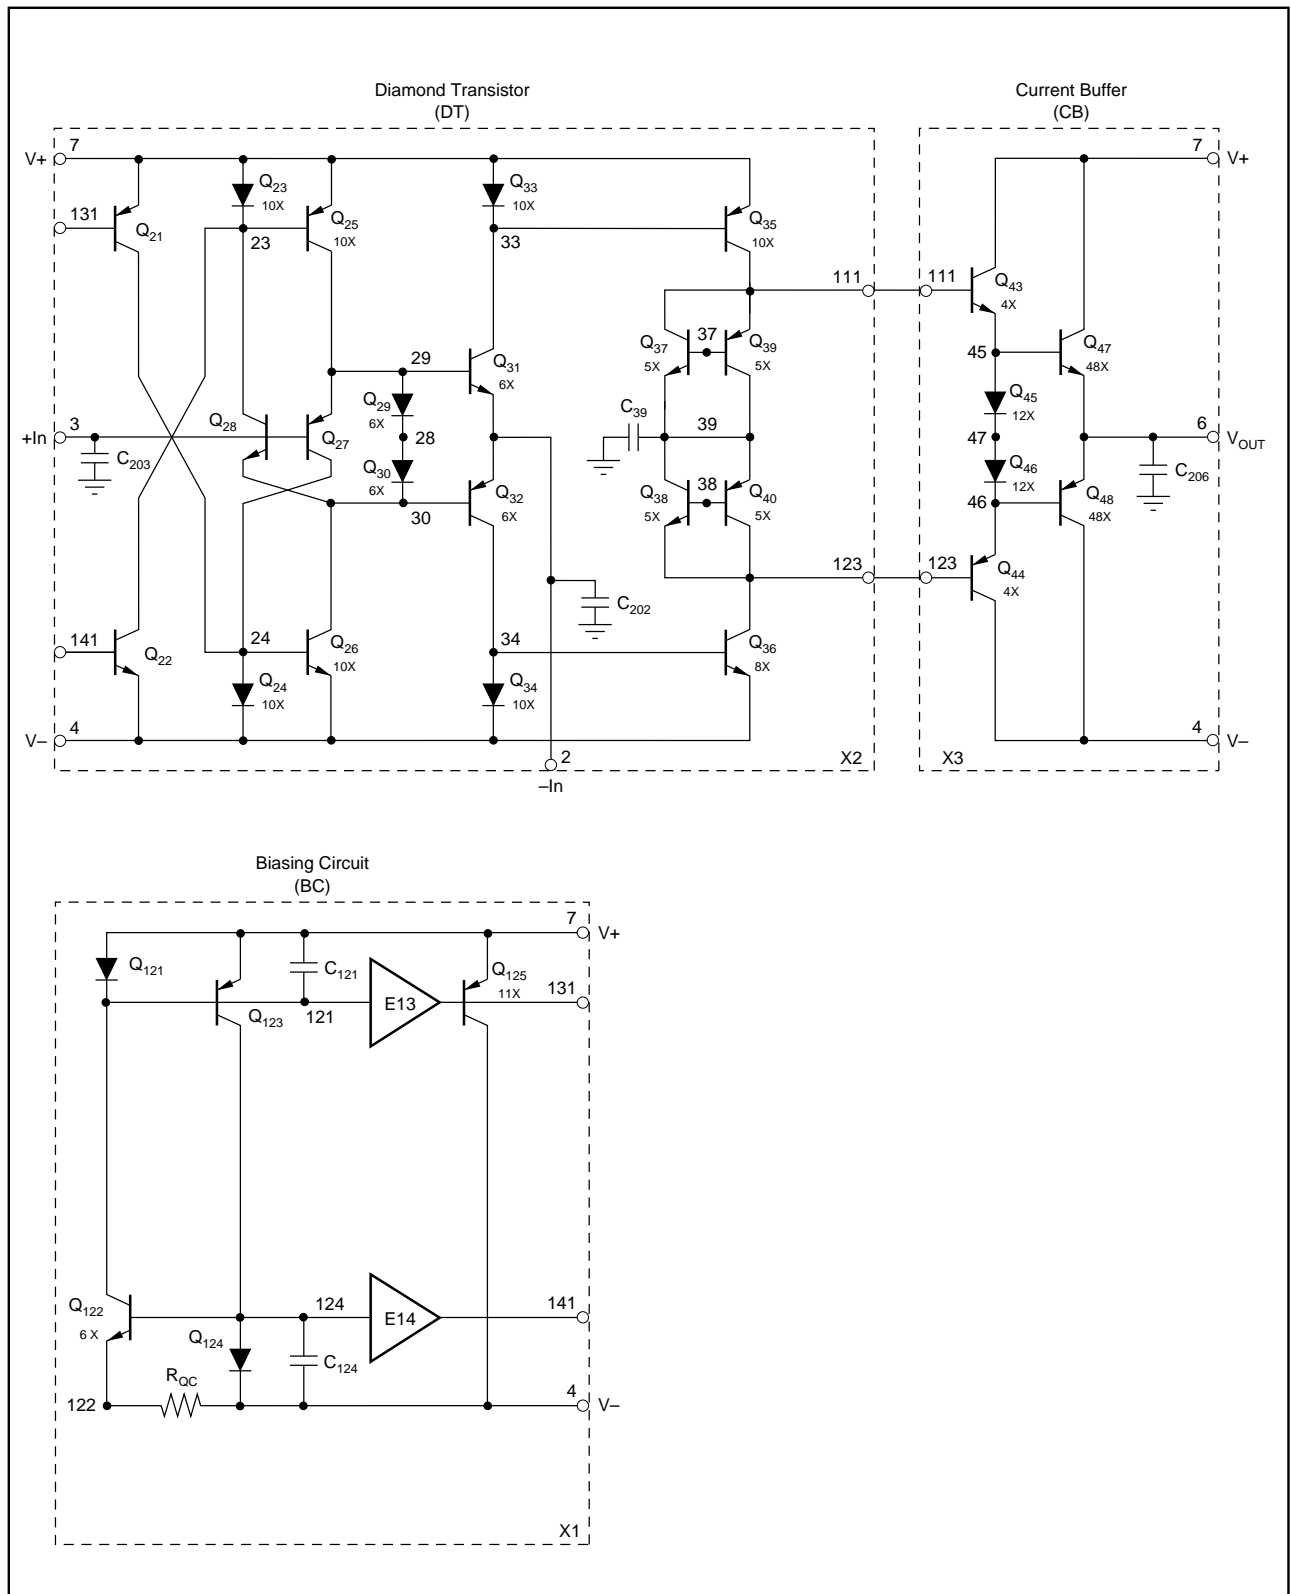 Diamond Transistor
(DT)
Current Buffer
(CB)
7
V+
131
Q21
Q23
10X
23
Q25
10X
Q33
10X
33
Q35
10X
111
111
7
V+
Q43
4X
37
Q37
5X
Q39
5X
29
Q31
6X
Q29
6X
28
Q30
6X
30
Q32
6X
3
+In
C203
Q28
Q27
C39
39
38
Q38
5X
Q40
5X
45
Q45
12X
47
Q46
12X
46
Q47
48X
Q48
48X
6
VOUT
C206
123
123
Q44
4X
C202
141
Q22
24
Q26
10X
Q24
10X
34
Q34
10X
Q36
8X
4
V–
2
–In
X2
X3
4
V–
Biasing Circuit
(BC)
7
V+
Q121
C121
Q125
11X
131
E13
Q123
121
Q122
6 X
124
E14
141
Q124
C124
RQC
122
4
V–
X1